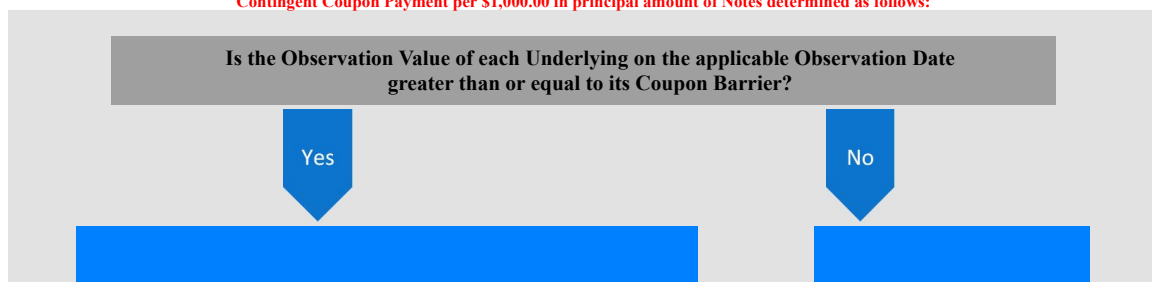 Contingent Coupon Payment per $1,000.00 in principal amount of Notes determined as follows:
Is the Observation Value of each Underlying on the applicable Observation Date
greater than or equal to its Coupon Barrier?
Yes
No